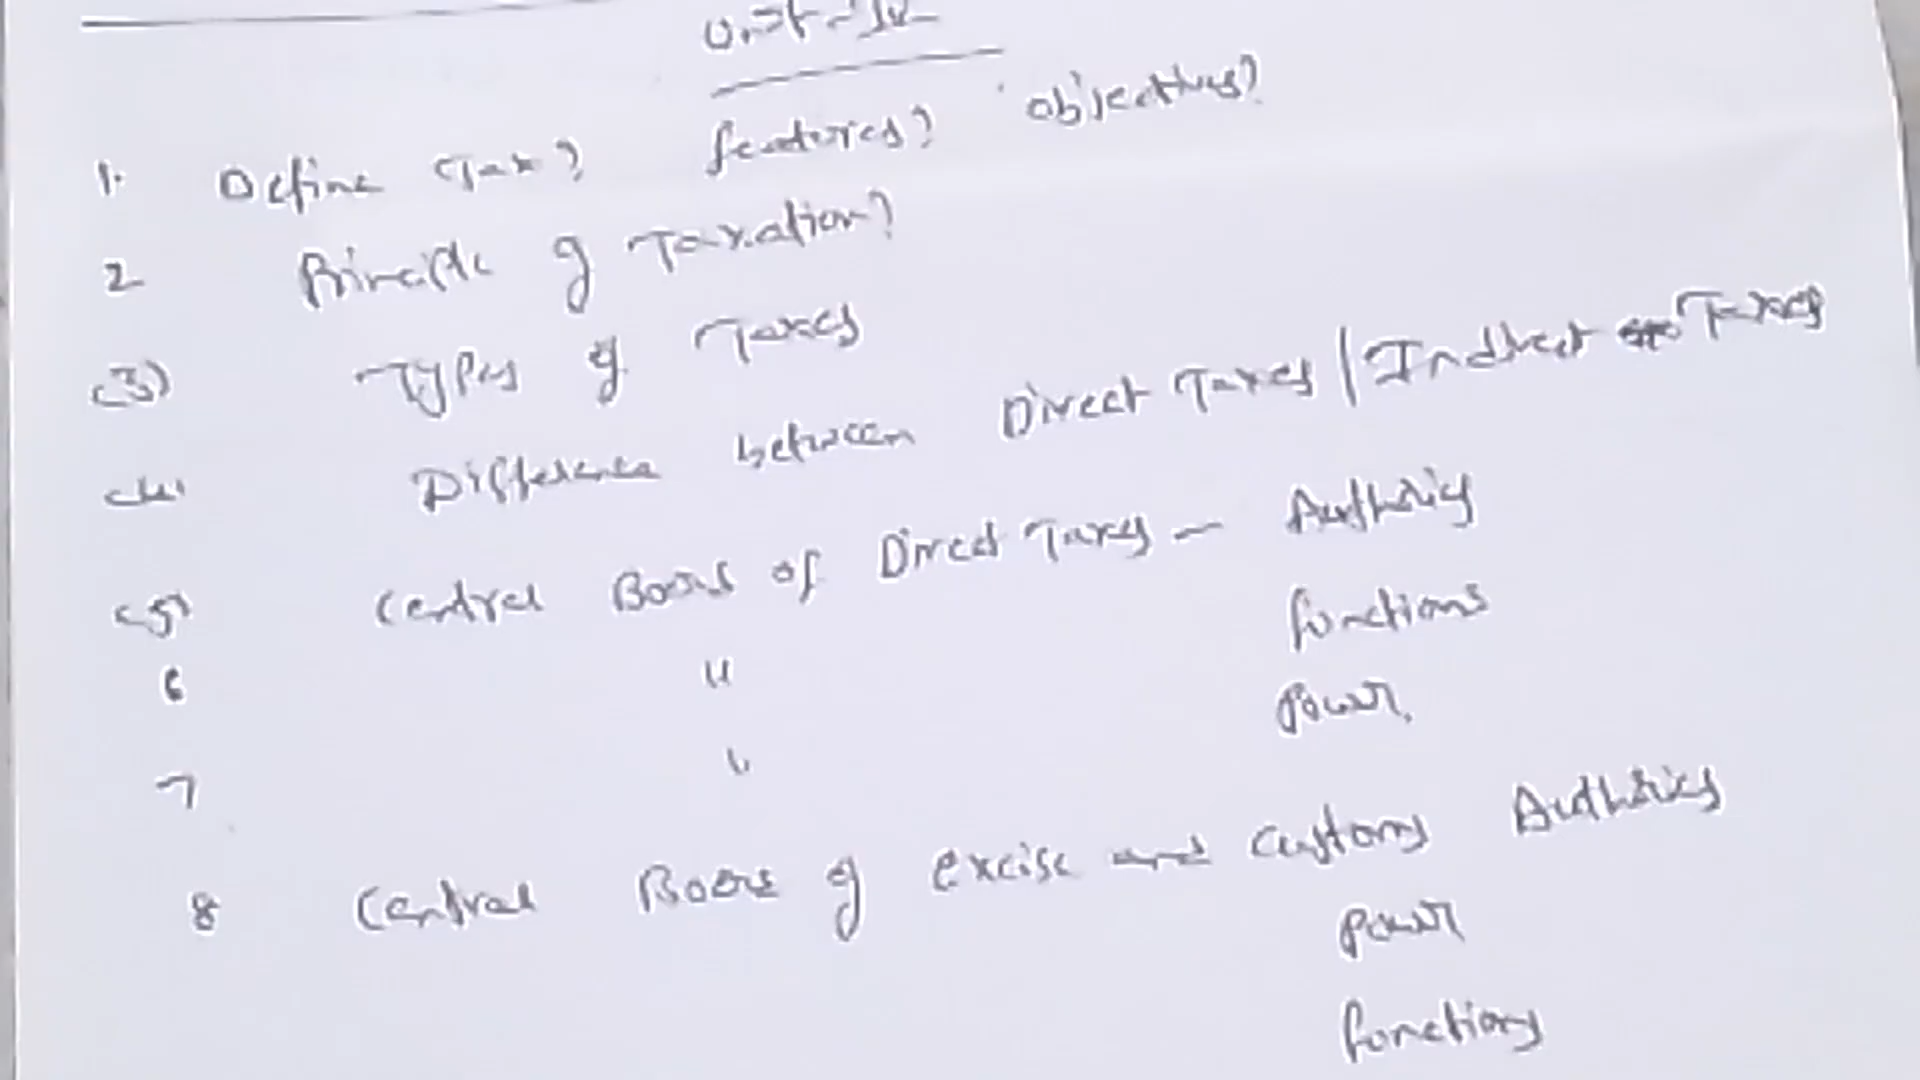 Unit - IV
1. Define Tax? features? objectives?
2 Principle of Taxation?
(3) Types of Taxes
(4) Difference between Direct Taxes / Indirect Taxes
(5) Central Board of Direct Taxes - Authority
6 " functions
7 " power.
8 Central Board of excise and customs Authorities
power
functions